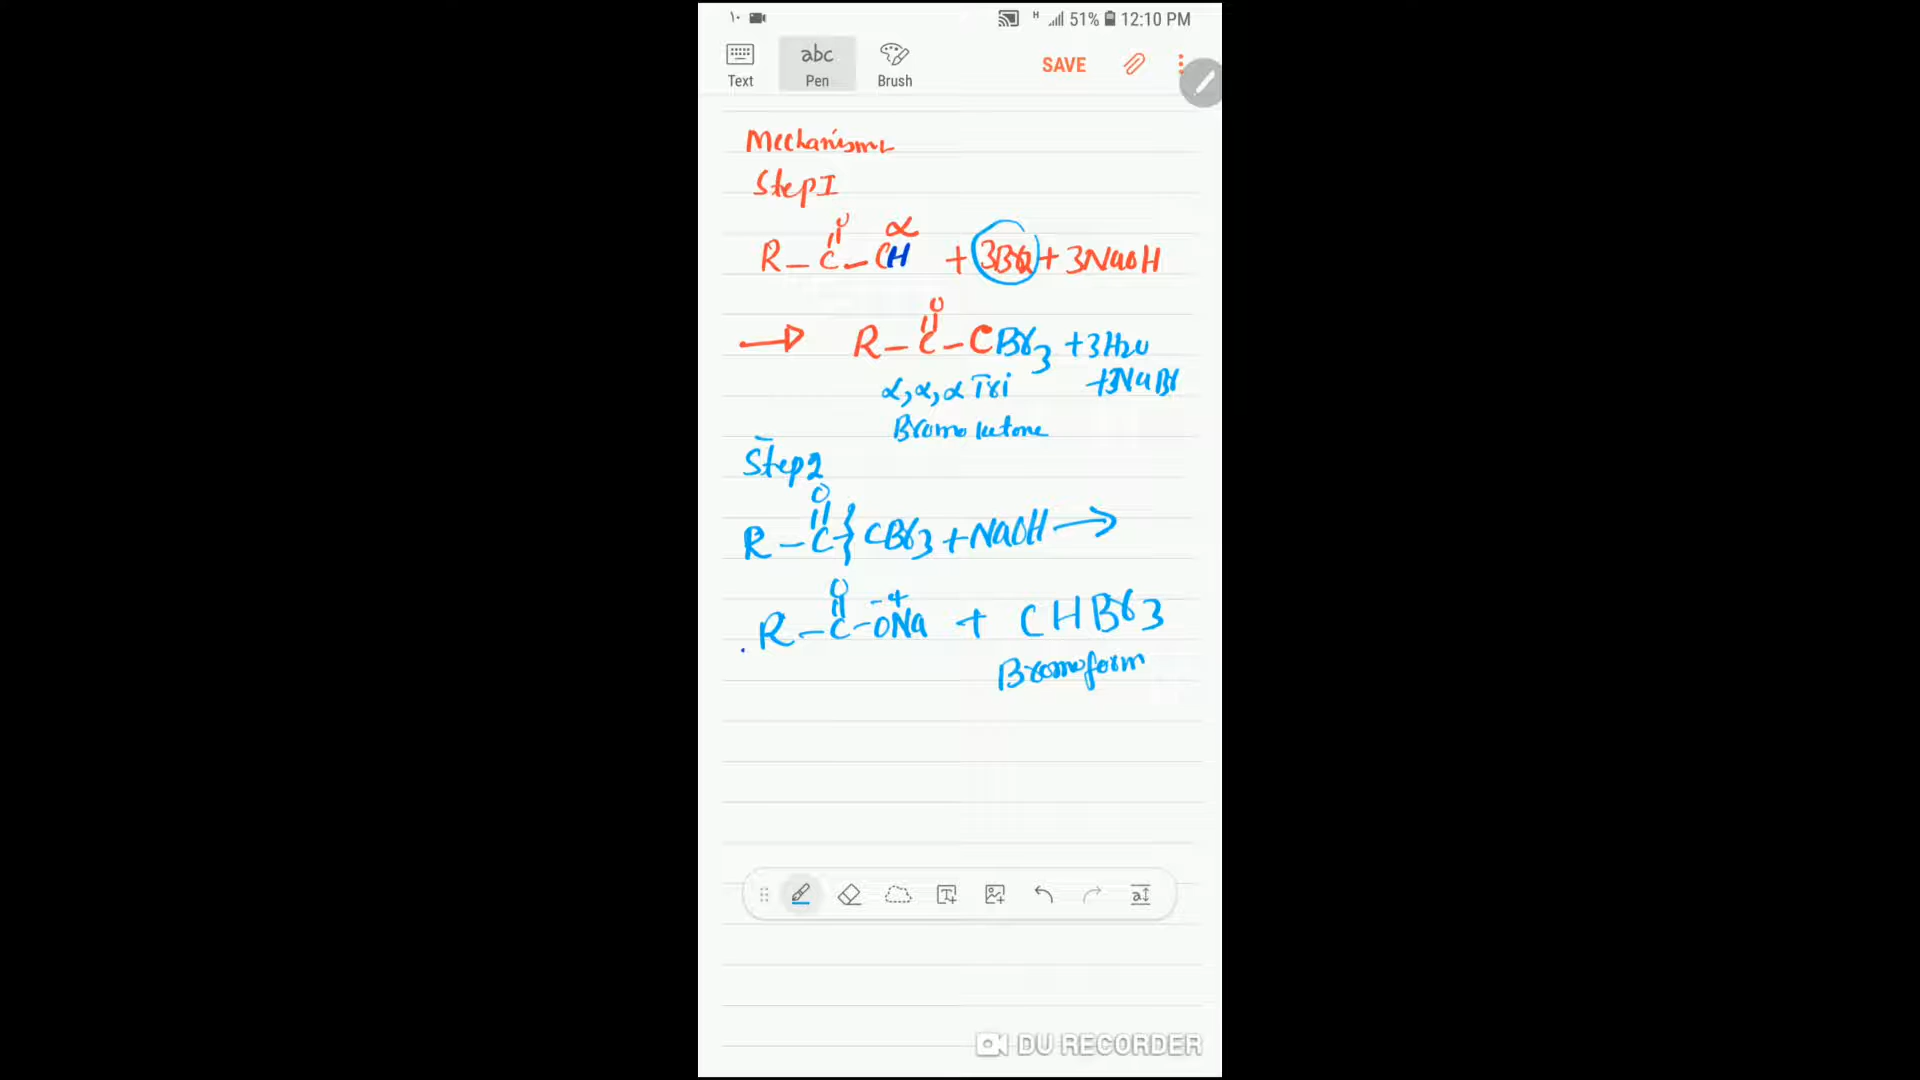 ١٠ H 51% 12:10 PM
Text abc Pen Brush SAVE
Mechanism
Step I
O α
R – C – CH + 3Br2 + 3NaOH
O
→ R – C – CBr3 + 3H2O
+3NaBr
α, α, α Tri
Bromo ketone
Step 2
O
R – C CBr3 + NaOH →
O - +
R – C – ONa + CHBr3
Bromoform
DU RECORDER